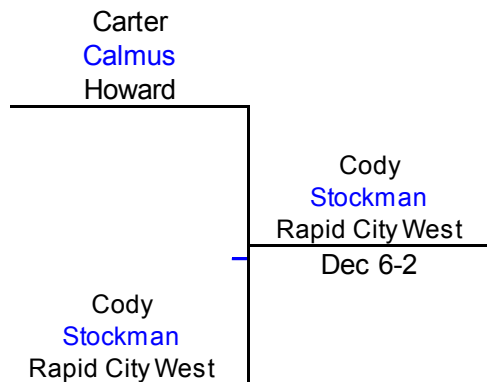 Carter
Calmus
Howard
Cody
Stockman
Rapid City West
Dec 6-2
Cody
Stockman
Rapid City West